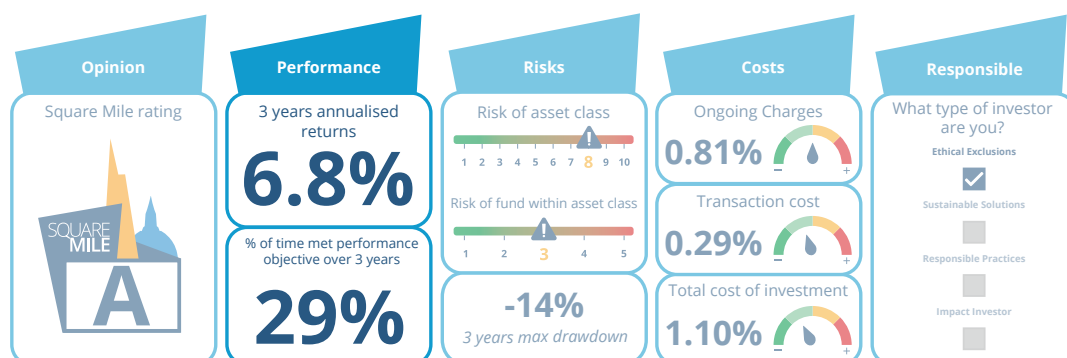 Opinion
Square Mile rating
SQUARE
MILE
A
Performance
3 years annualised
returns
6.8%
% of time met performance
objective over 3 years
29%
Risks
Risk of asset class
!
1 2 3 4 5 6 7 8 9 10
Risk of fund within asset class
!
1 2 3 4 5
-14%
3 years max drawdown
Costs
Ongoing Charges
0.81%
- +
Transaction cost
0.29%
- +
Total cost of investment
1.10%
- +
Responsible
What type of investor
are you?
Ethical Exclusions
Sustainable Solutions
Responsible Practices
Impact Investor